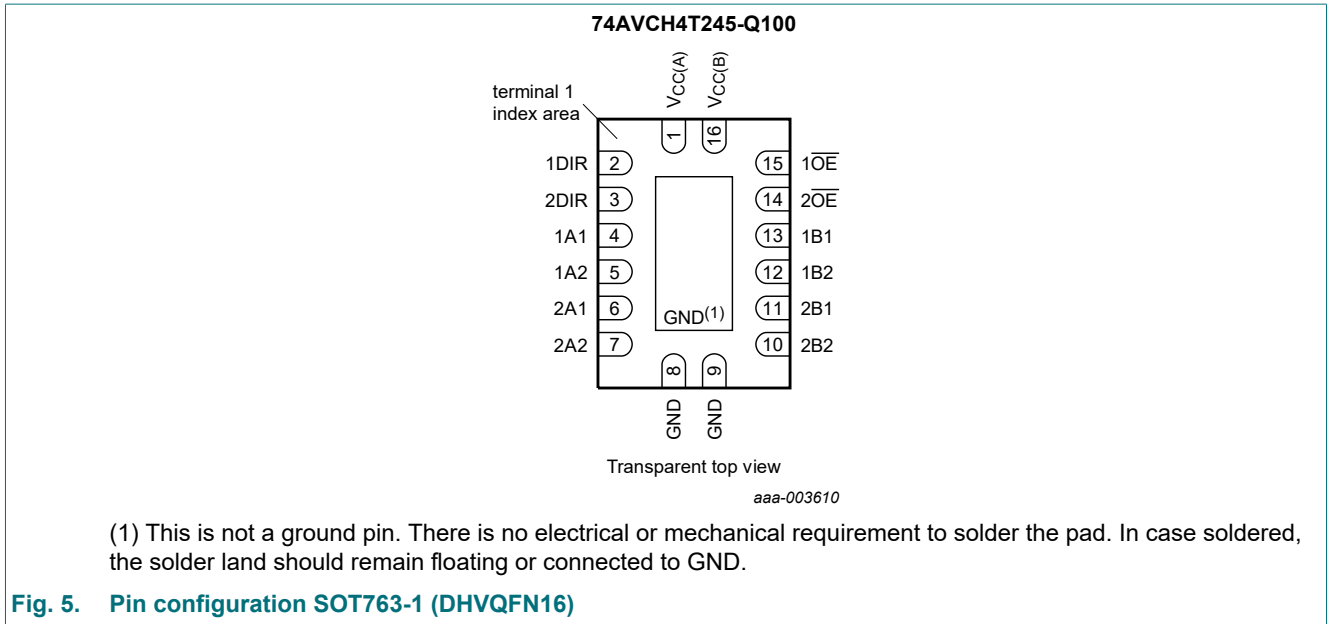 74AVCH4T245-Q100
VCC(A)
VCC(B)
terminal 1
index area
1
16
1DIR 2
15 1OE
2DIR 3
14 2OE
1A1 4
13 1B1
1A2 5
12 1B2
2A1 6
11 2B1
GND(1)
2A2 7
10 2B2
8
9
GND
GND
Transparent top view
aaa-003610
(1) This is not a ground pin. There is no electrical or mechanical requirement to solder the pad. In case soldered,
the solder land should remain floating or connected to GND.
Fig. 5. Pin configuration SOT763-1 (DHVQFN16)